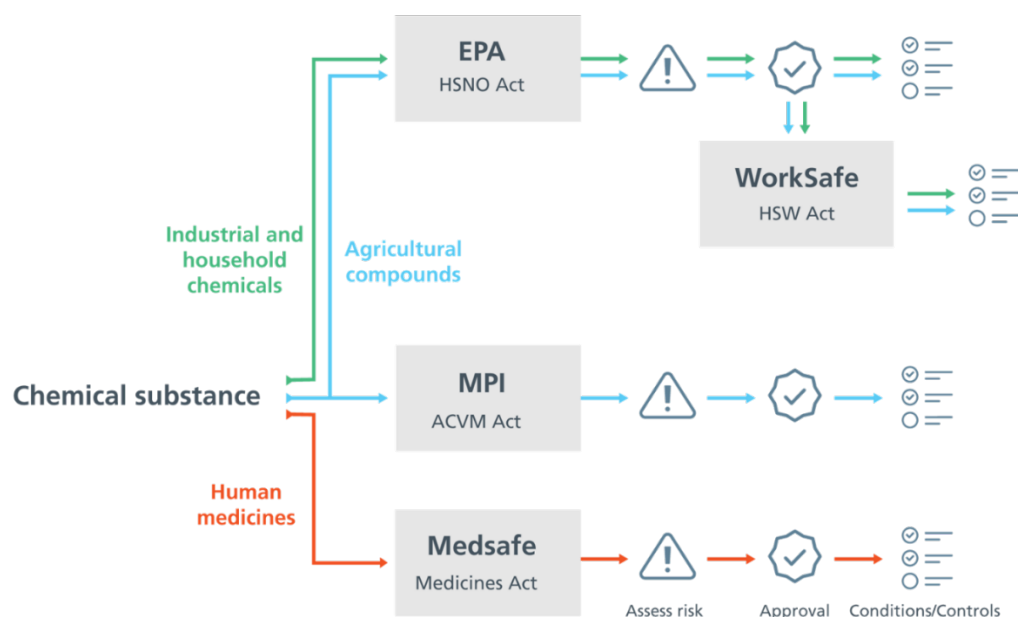 EPA
HSNO Act
WorkSafe
HSW Act
Industrial and
household
chemicals
Agricultural
compounds
Chemical substance
MPI
ACVM Act
Human
medicines
Medsafe
Medicines Act
Assess risk
Approval
Conditions/Controls